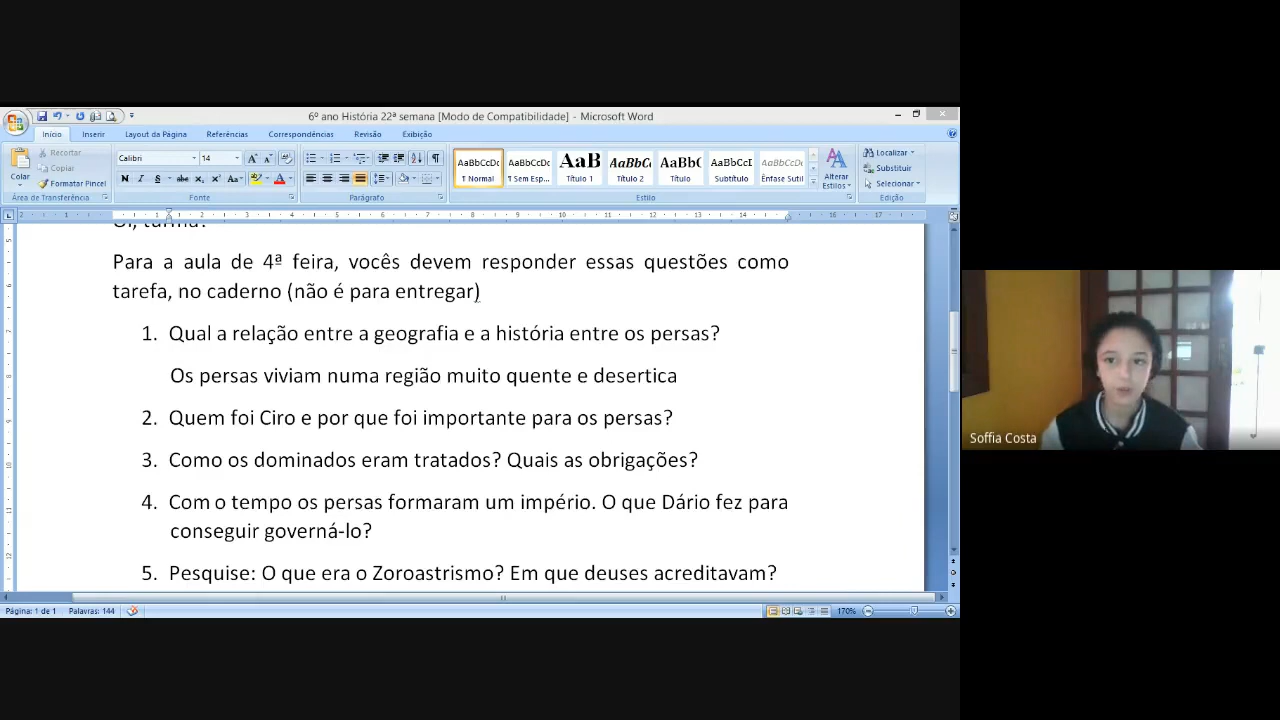 6º ano História 22ª semana [Modo de Compatibilidade] - Microsoft Word
Início Inserir Layout da Página Referências Correspondências Revisão Exibição
Colar
Recortar
Copiar
Formatar Pincel
Área de Transferência
Calibri 14
Fonte
Parágrafo
AaBbCcDc AaBbCcDc AaB AaBbCc AaBbC AaBbCcI AaBbCcDc
¶ Normal ¶ Sem Esp... Título 1 Título 2 Título Subtítulo Ênfase Sutil
Alterar
Estilos
Estilo
Localizar
Substituir
Selecionar
Edição
Para a aula de 4ª feira, vocês devem responder essas questões como
tarefa, no caderno (não é para entregar)
1. Qual a relação entre a geografia e a história entre os persas?
Os persas viviam numa região muito quente e desertica
2. Quem foi Ciro e por que foi importante para os persas?
3. Como os dominados eram tratados? Quais as obrigações?
4. Com o tempo os persas formaram um império. O que Dário fez para
conseguir governá-lo?
5. Pesquise: O que era o Zoroastrismo? Em que deuses acreditavam?
Página: 1 de 1 Palavras: 144 170%
Soffia Costa